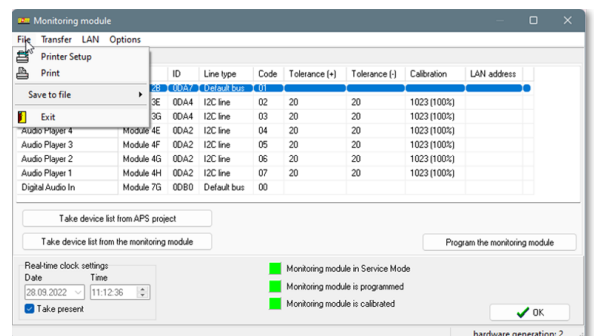 Monitoring module
File Transfer LAN Options
Printer Setup
Print
Save to file
Exit
ID Line type Code Tolerance (+) Tolerance (-) Calibration LAN address
2B 0DA7 Default bus 01
3E 0DA4 I2C line 02 20 20 1023 (100%)
3G 0DA4 I2C line 03 20 20 1023 (100%)
Audio Player 4 Module 4E 0DA2 I2C line 04 20 20 1023 (100%)
Audio Player 3 Module 4F 0DA2 I2C line 05 20 20 1023 (100%)
Audio Player 2 Module 4G 0DA2 I2C line 06 20 20 1023 (100%)
Audio Player 1 Module 4H 0DA2 I2C line 07 20 20 1023 (100%)
Digital Audio In Module 7G 0DB0 Default bus 00
Take device list from APS project
Take device list from the monitoring module
Program the monitoring module
Real-time clock settings
Date Time
28.09.2022 11:12:36
Take present
Monitoring module in Service Mode
Monitoring module is programmed
Monitoring module is calibrated
OK
hardware generation: 2